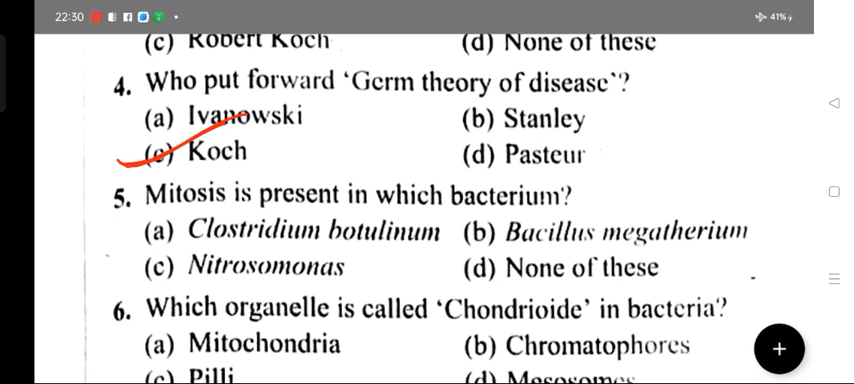 22:30
41%
(c) Robert Koch (d) None of these
4. Who put forward ‘Germ theory of disease’?
(a) Ivanowski (b) Stanley
(c) Koch (d) Pasteur
5. Mitosis is present in which bacterium?
(a) Clostridium botulinum (b) Bacillus megatherium
(c) Nitrosomonas (d) None of these
6. Which organelle is called ‘Chondrioide’ in bacteria?
(a) Mitochondria (b) Chromatophores
(c) Pilli (d) Mesosomes